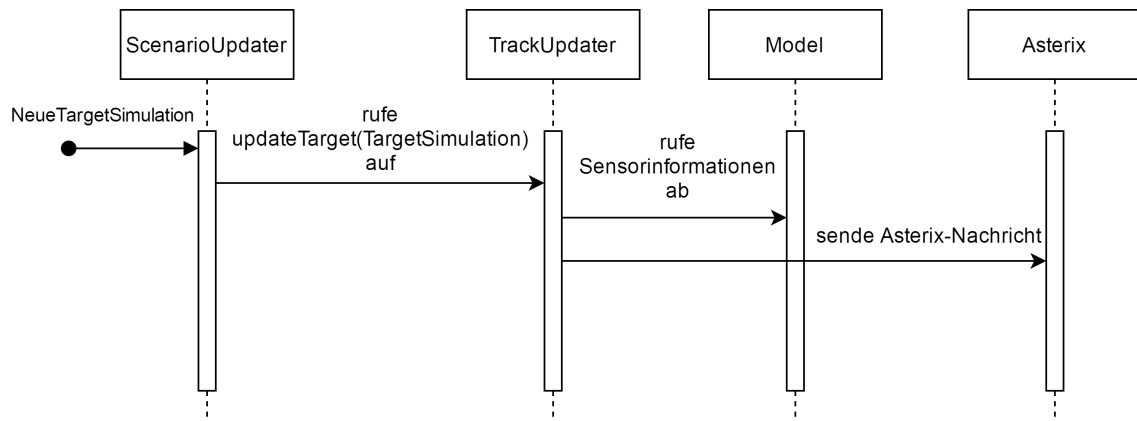 ScenarioUpdater
TrackUpdater
Model
Asterix
NeueTargetSimulation
rufe
updateTarget(TargetSimulation)
auf
rufe
Sensorinformationen
ab
sende Asterix-Nachricht